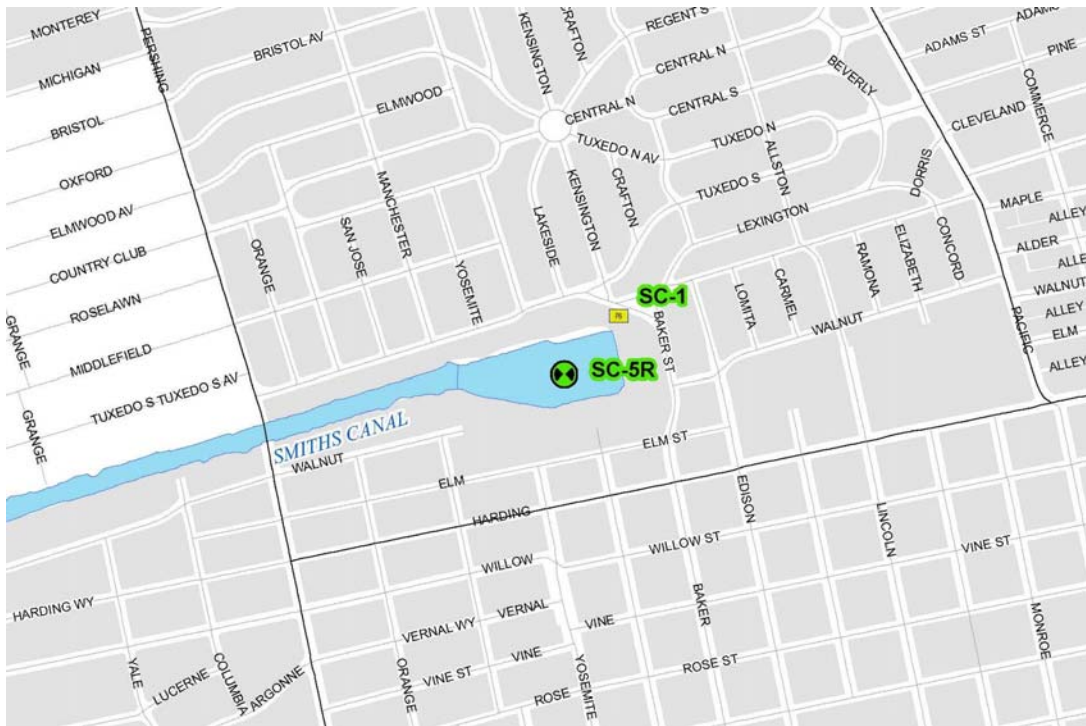 MONTEREY
PERSHING
MICHIGAN
BRISTOL
OXFORD
ELMWOOD AV
COUNTRY CLUB
ROSELAWN
MIDDLEFIELD
TUXEDO S
TUXEDO S AV
GRANGE
GRANGE
BRISTOL AV
ELMWOOD
MANCHESTER
SAN JOSE
ORANGE
YOSEMITE
KENSINGTON
CRAFTON
REGENT S
CENTRAL N
CENTRAL N
CENTRAL S
BEVERLY
TUXEDO N AV
TUXEDO N
TUXEDO S
ALLSTON
LEXINGTON
LAKESIDE
KENSINGTON
CRAFTON
DORRIS
CONCORD
ELIZABETH
RAMONA
CARMEL
LOMITA
WALNUT
ADAMS ST
ADAMS
PINE
COMMERCE
CLEVELAND
MAPLE
ALLEY
ALDER
ALLE
WALNUT
ALLEY
ELM
ALLEY
PACIFIC
SC-1
BAKER ST
SC-5R
SMITHS CANAL
WALNUT
ELM
ELM ST
HARDING
EDISON
LINCOLN
WILLOW
WILLOW ST
VINE ST
HARDING WY
VERNAL
VERNAL WY
VINE
BAKER
MONROE
YALE
LUCERNE
COLUMBIA
ARGONNE
ORANGE
VINE ST
VINE
ROSE
YOSEMITE
ROSE ST